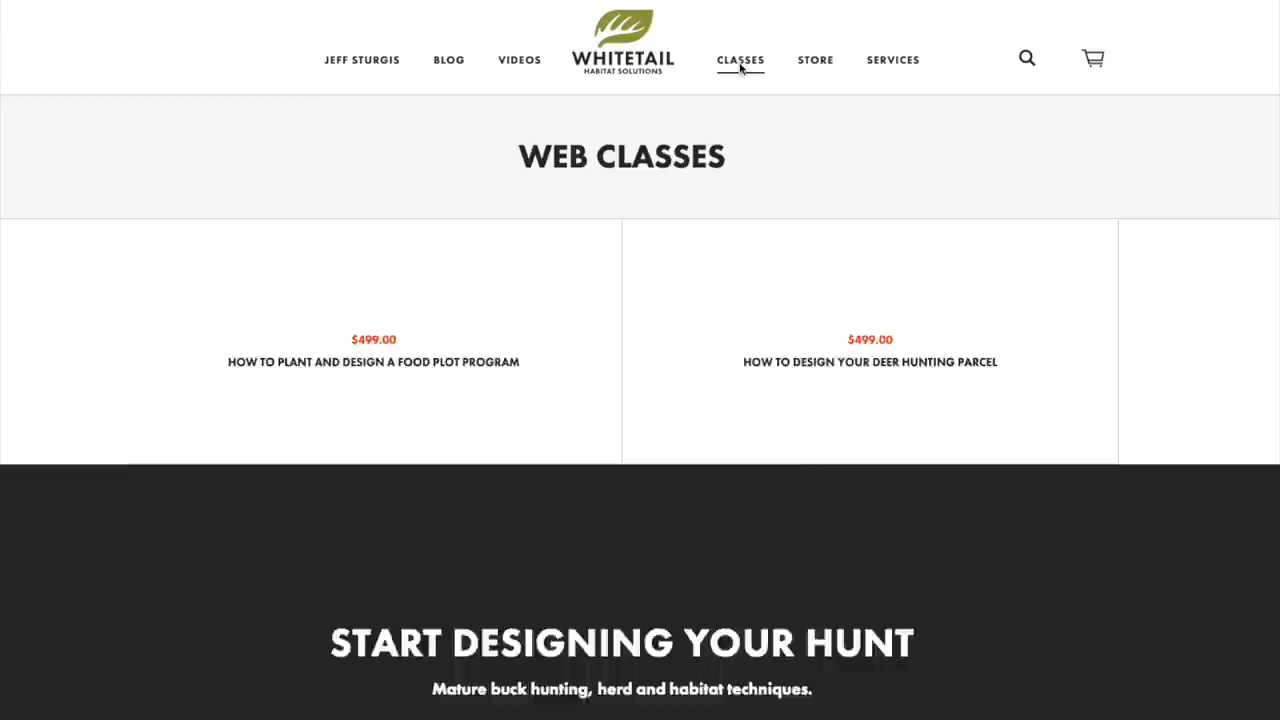 JEFF STURGIS BLOG VIDEOS WHITETAIL HABITAT SOLUTIONS CLASSES STORE SERVICES
WEB CLASSES
$499.00 $499.00
HOW TO PLANT AND DESIGN A FOOD PLOT PROGRAM HOW TO DESIGN YOUR DEER HUNTING PARCEL
START DESIGNING YOUR HUNT
Mature buck hunting, herd and habitat techniques.